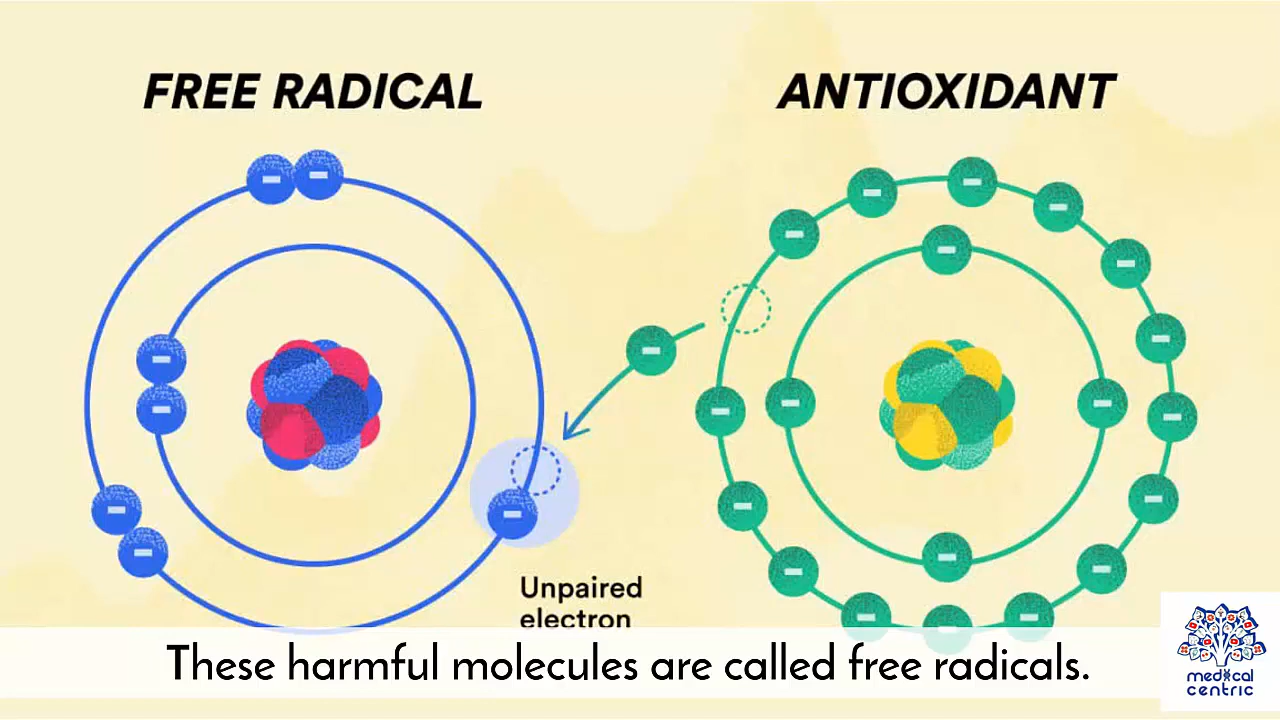 FREE RADICAL
ANTIOXIDANT
Unpaired
electron
These harmful molecules are called free radicals.
medical
centric